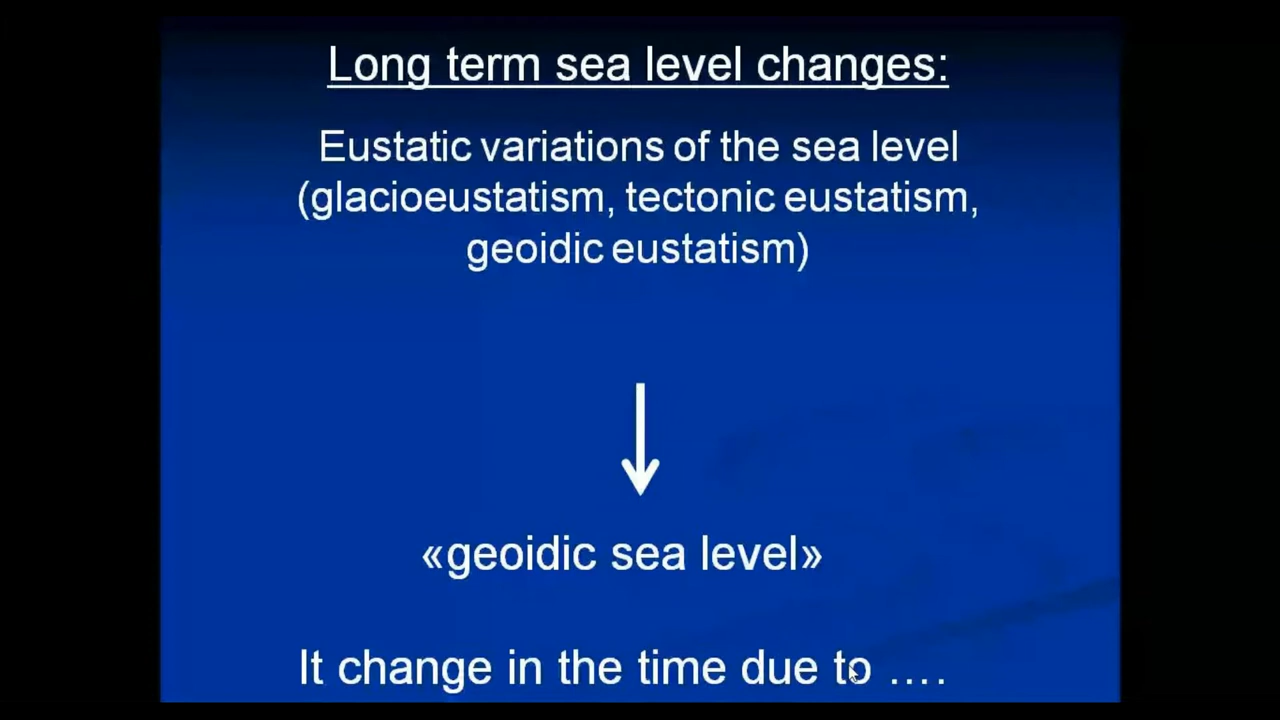 Long term sea level changes:
Eustatic variations of the sea level
(glacioeustatism, tectonic eustatism,
geoidic eustatism)
«geoidic sea level»
It change in the time due to ....